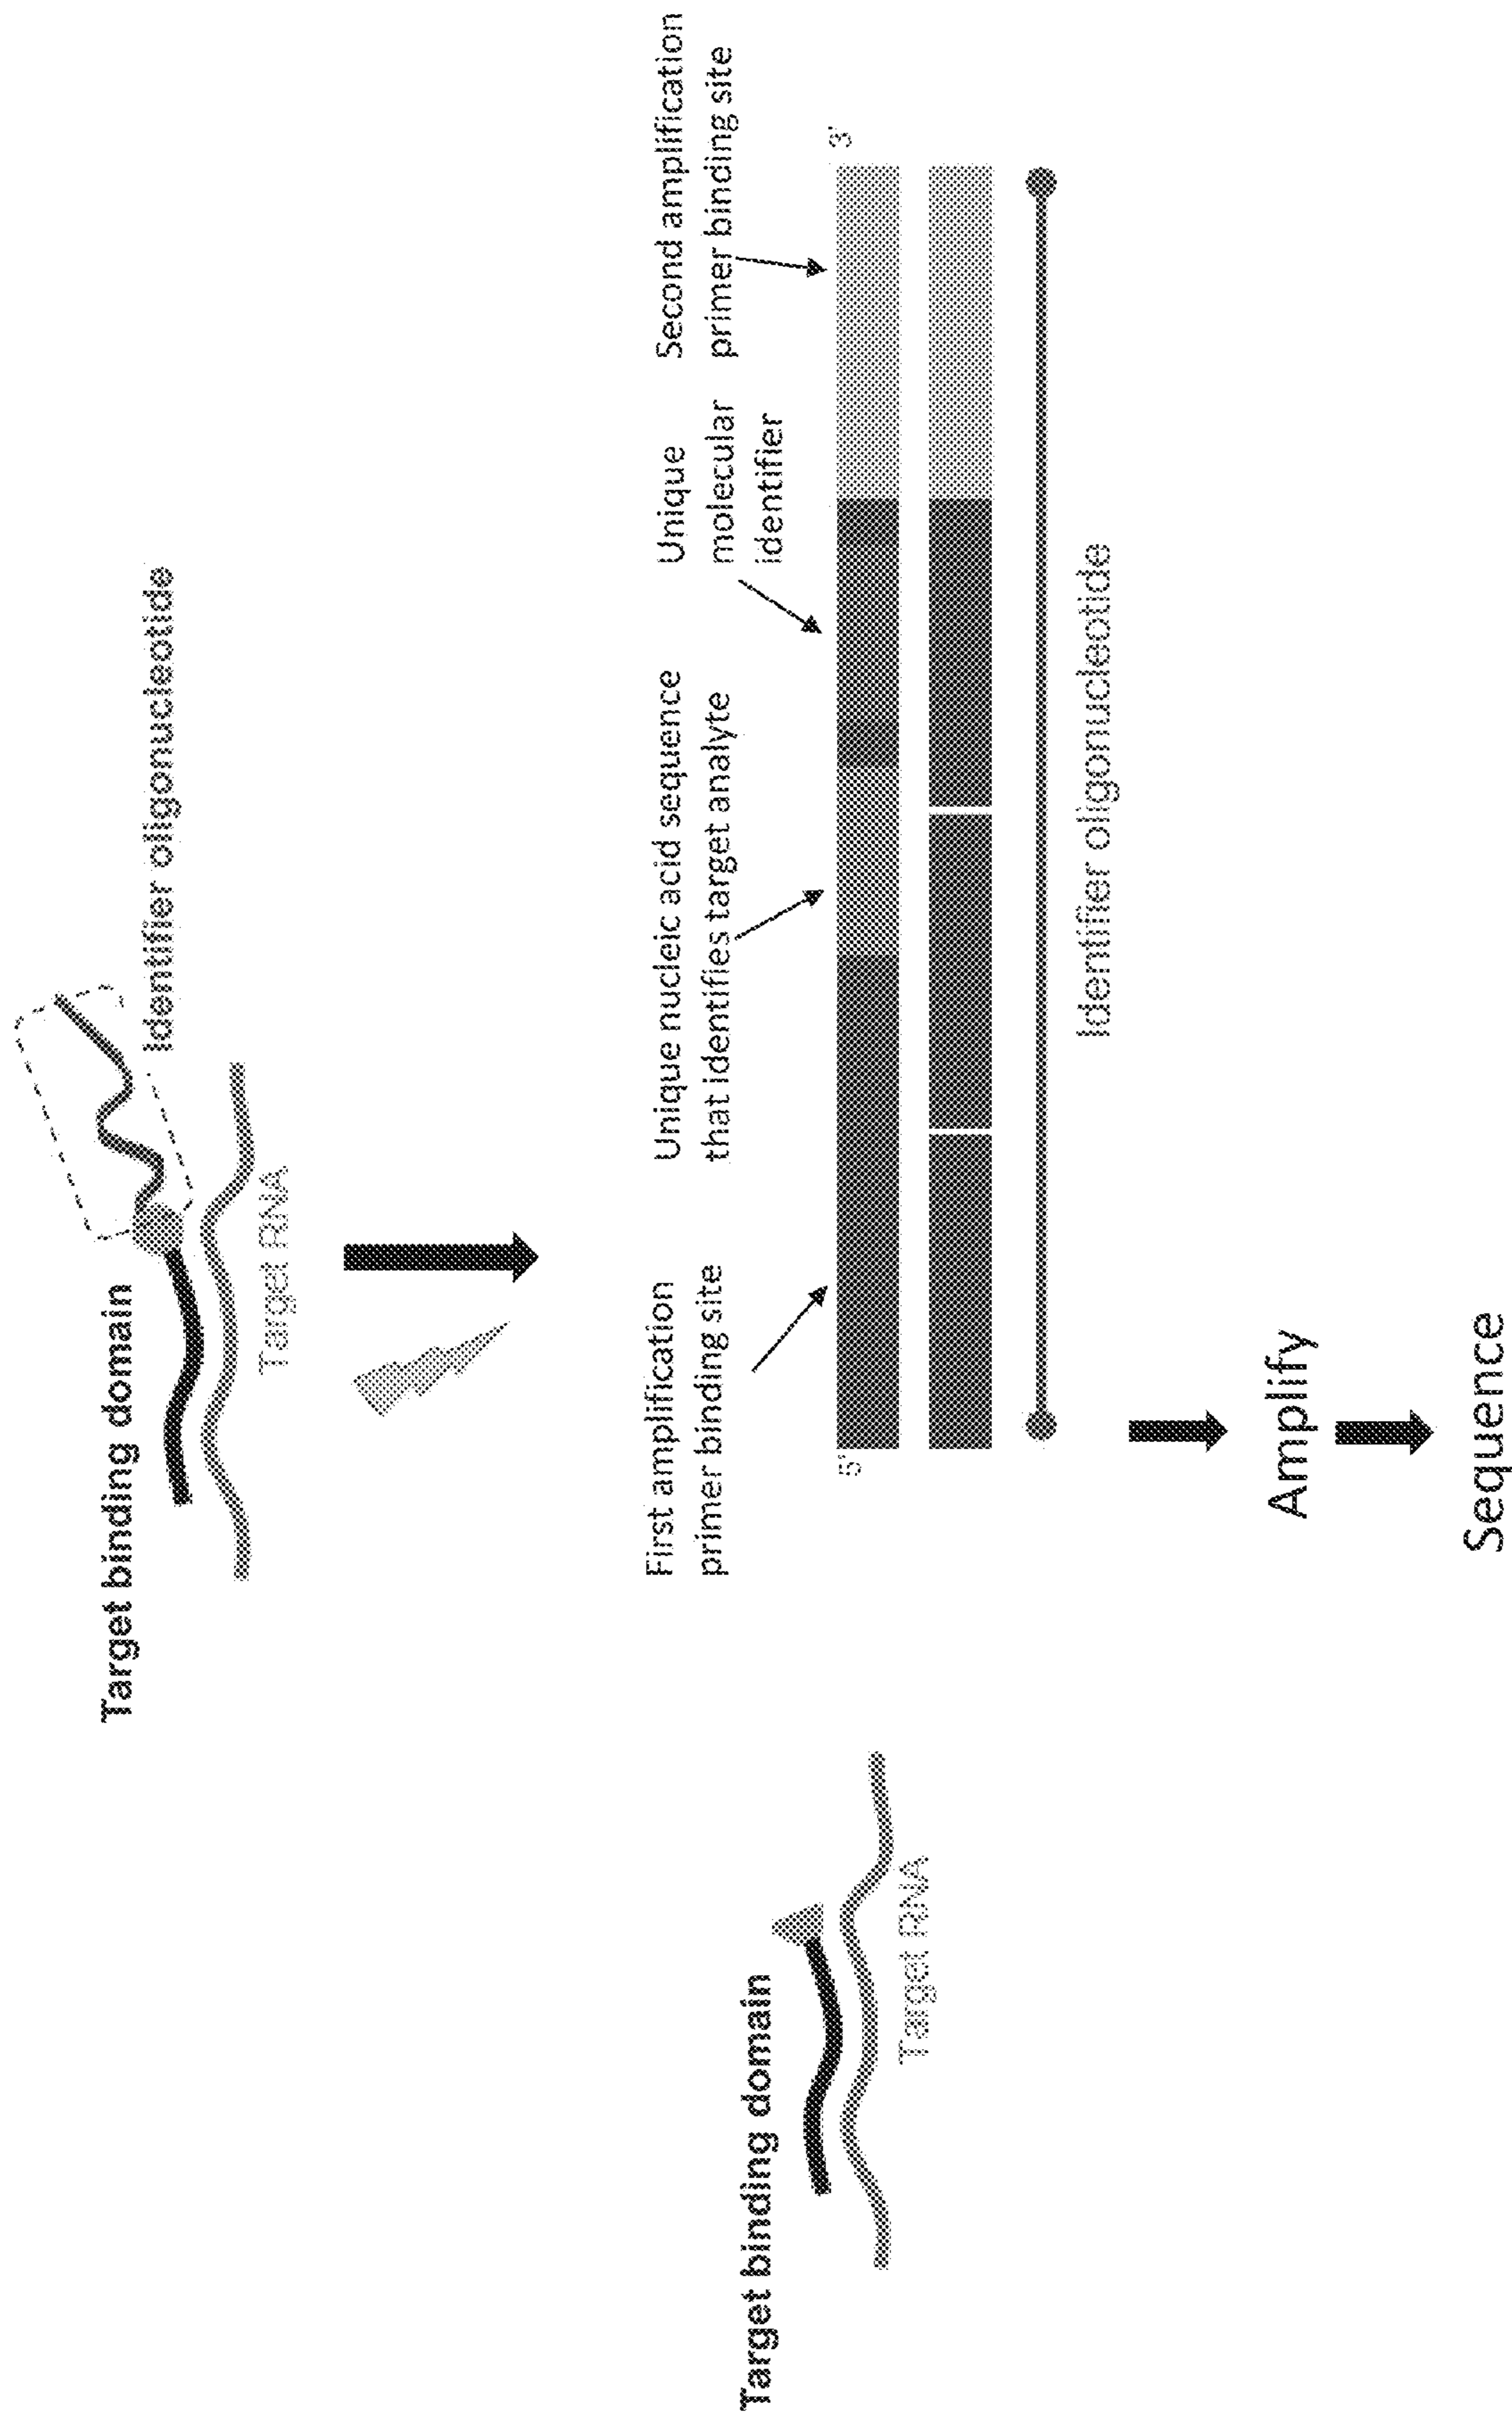 Target binding domain
Identifier oligonucleotide
Target RNA
First amplification
primer binding site
Unique nucleic acid sequence
that identifies target analyte
Unique
molecular
identifier
Second amplification
primer binding site
5'
3'
Identifier oligonucleotide
Target binding domain
Target RNA
Amplify
Sequence